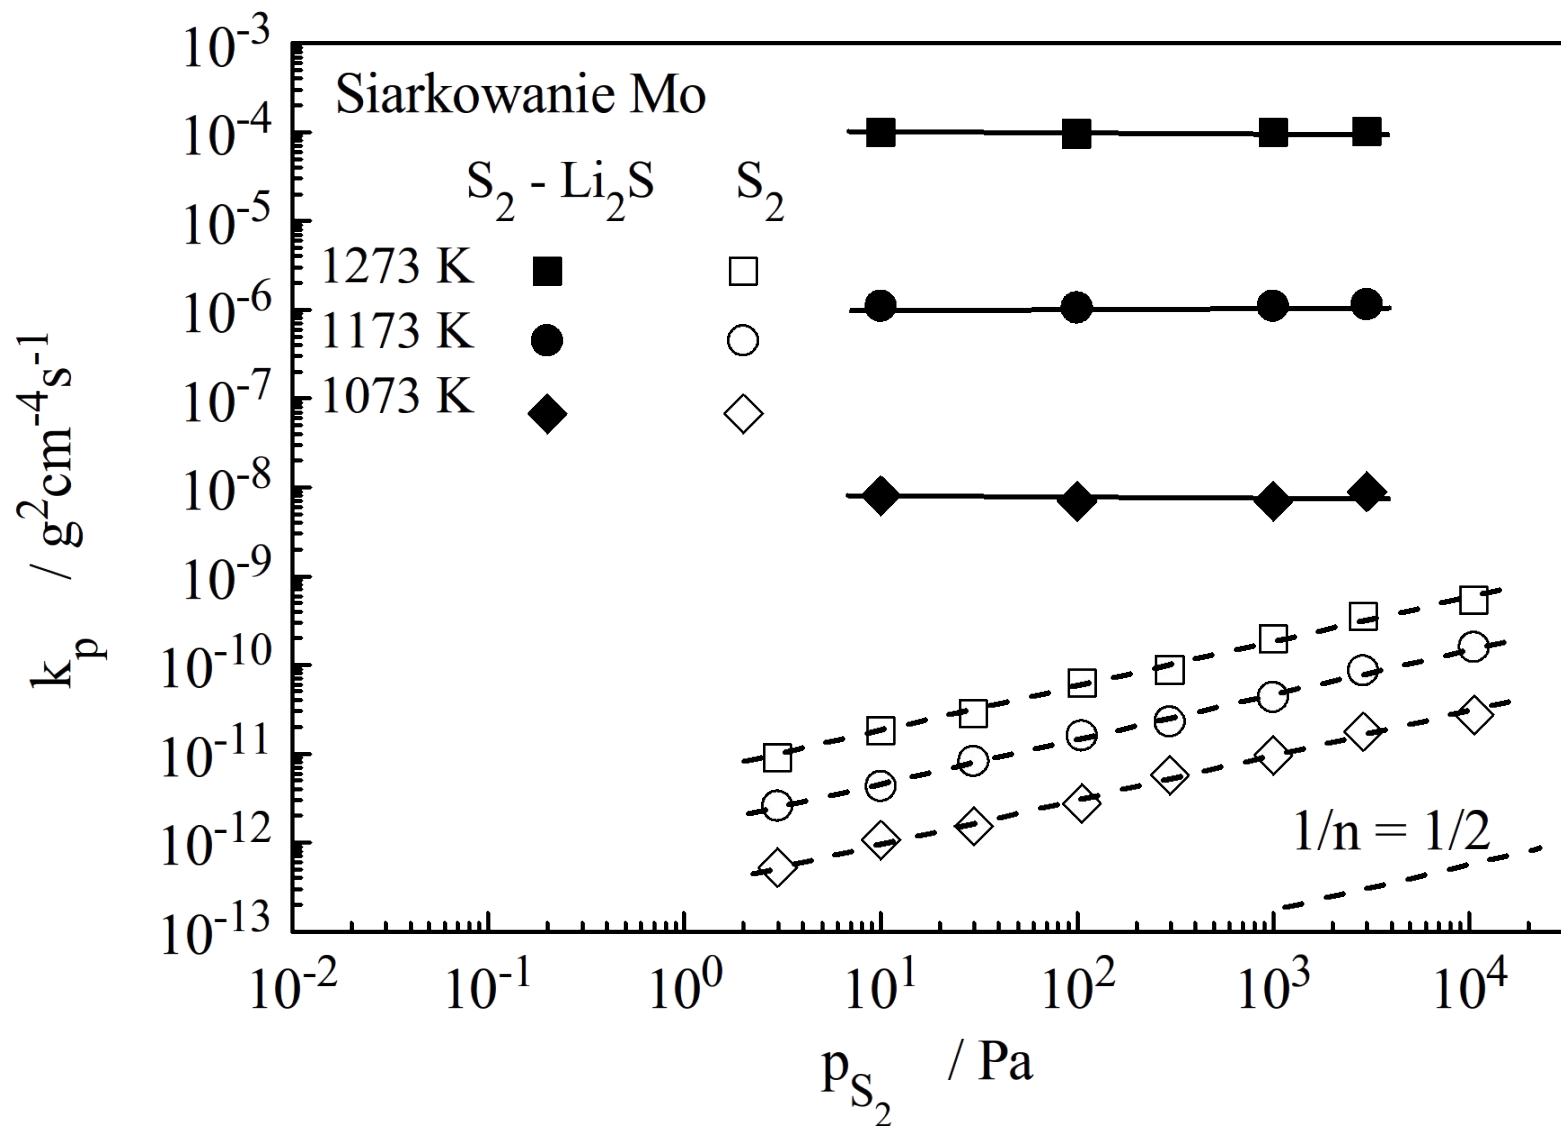 Siarkowanie Mo
S₂ - Li₂S S₂
1273 K
1173 K
1073 K
1/n = 1/2
10⁻³
10⁻⁴
10⁻⁵
10⁻⁶
10⁻⁷
10⁻⁸
10⁻⁹
10⁻¹⁰
10⁻¹¹
10⁻¹²
10⁻¹³
kₚ / g²cm⁻⁴s⁻¹
10⁻² 10⁻¹ 10⁰ 10¹ 10² 10³ 10⁴
p_S₂ / Pa